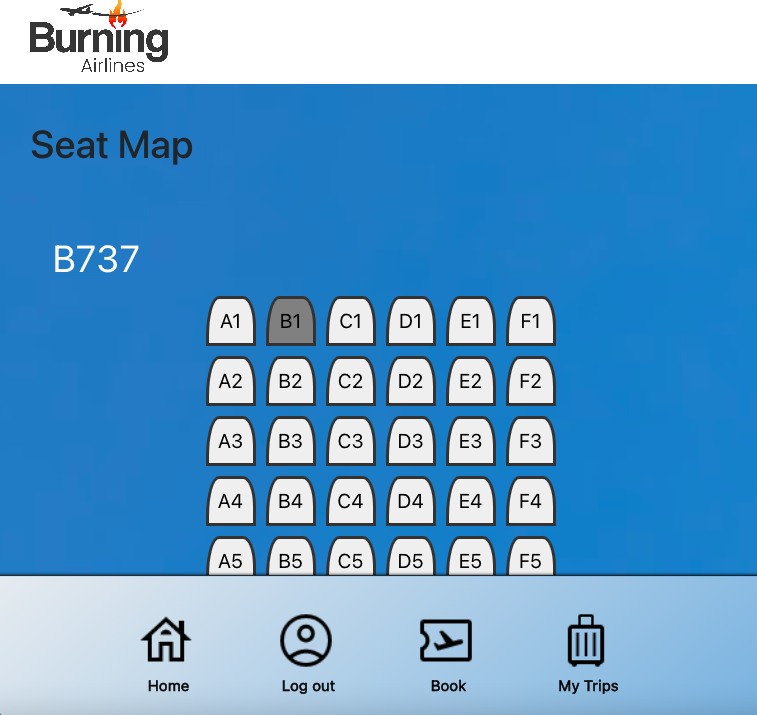 Burning
Airlines
Seat Map
B737
A1 B1 C1 D1 E1 F1
A2 B2 C2 D2 E2 F2
A3 B3 C3 D3 E3 F3
A4 B4 C4 D4 E4 F4
A5 B5 C5 D5 E5 F5
Home Log out Book My Trips